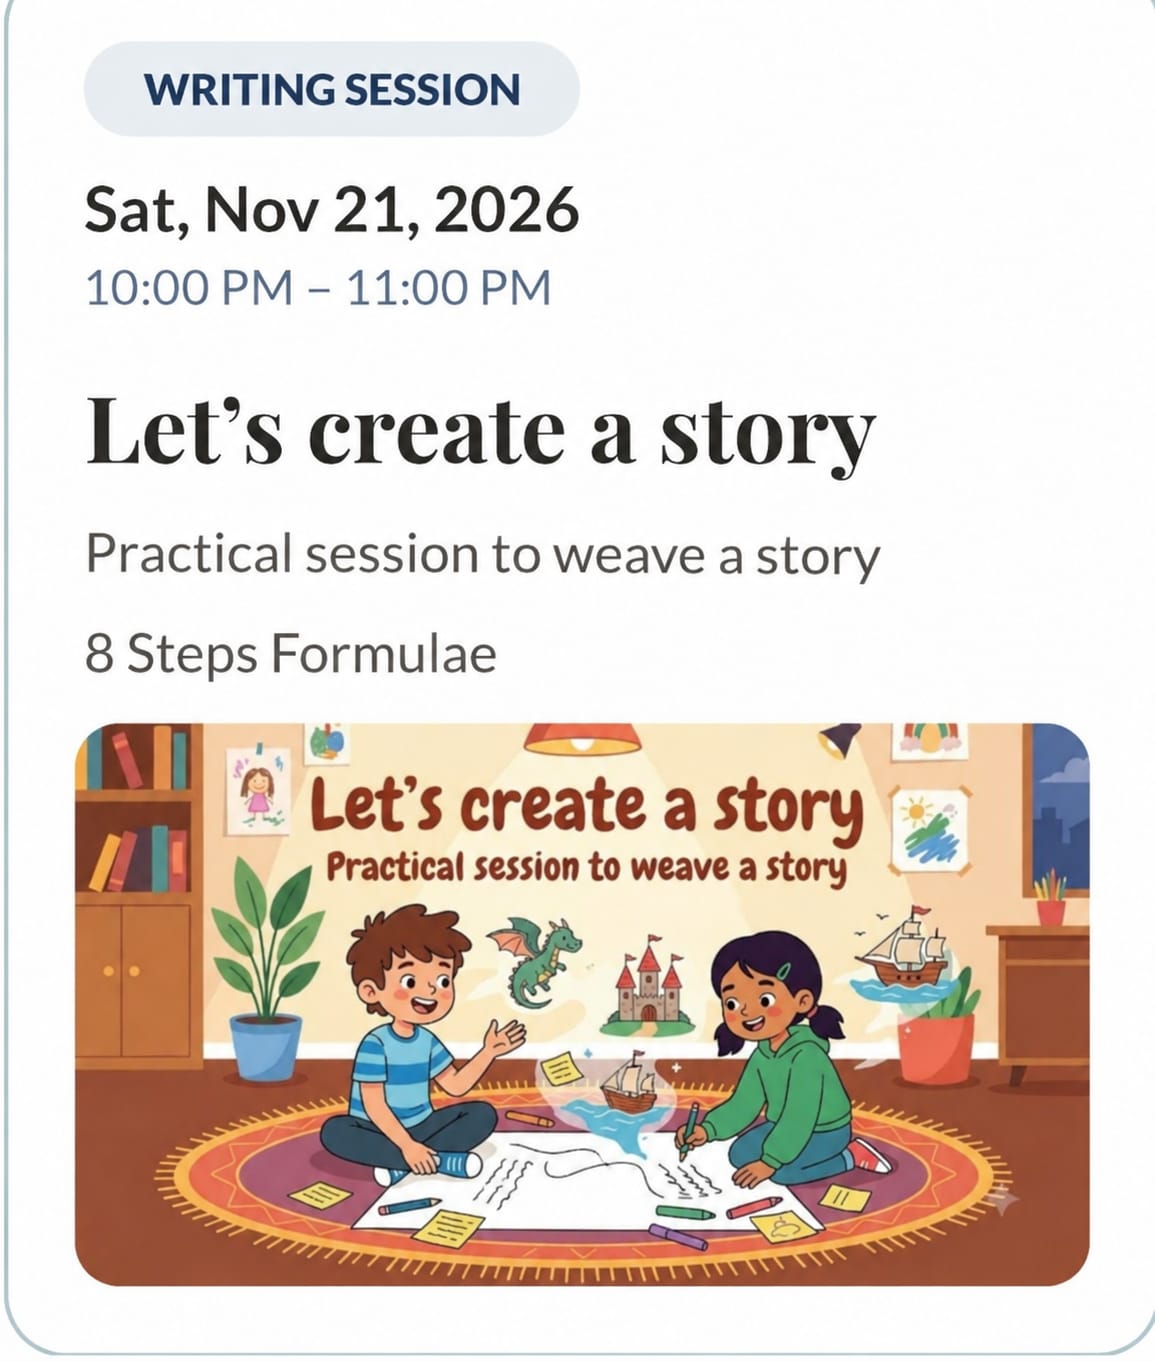 WRITING SESSION
Sat, Nov 21, 2026
10:00 PM – 11:00 PM
Let’s create a story
Practical session to weave a story
8 Steps Formulae
Let’s create a story
Practical session to weave a story